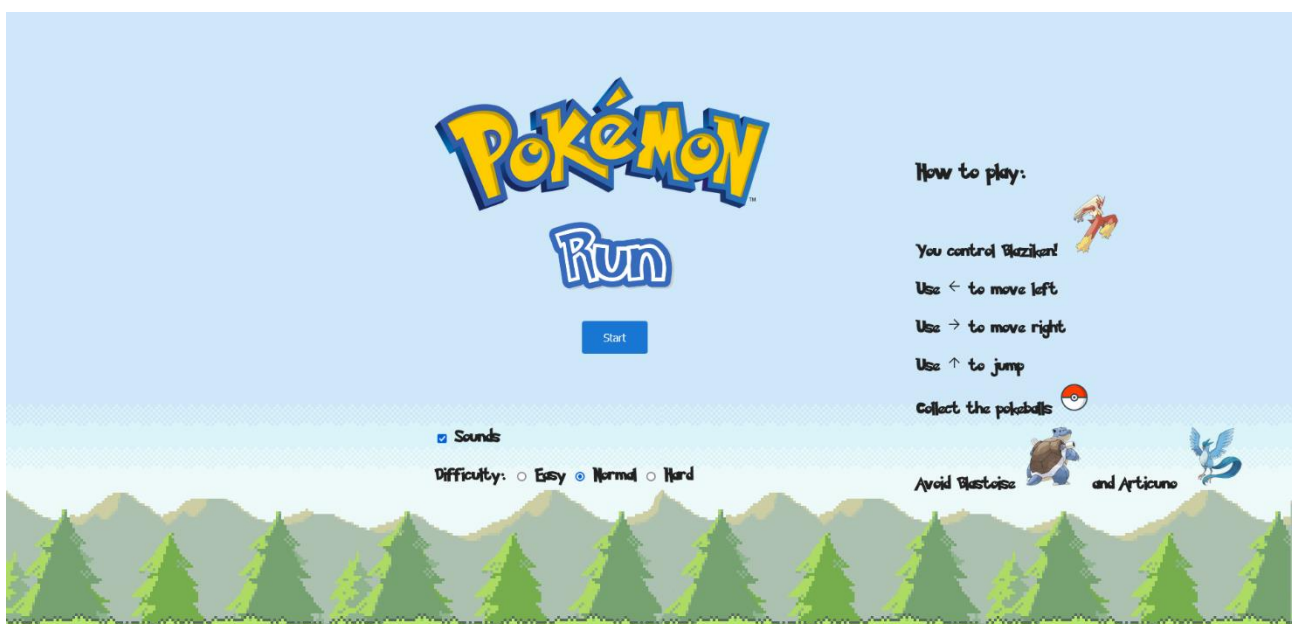 POKéMON
TM
Run
Start
Sounds
Difficulty: Easy Normal Hard
How to play:
You control Blaziken!
Use ← to move left
Use → to move right
Use ↑ to jump
Collect the pokeballs
Avoid Blastoise and Articuno